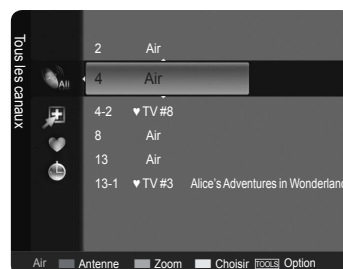 Tous les canaux
2 Air
All
4 Air
4-2 ♥ TV #8
8 Air
13 Air
13-1 ♥ TV #3 Alice's Adventures in Wonderland
Air Antenne Zoom Choisir TOOLS Option